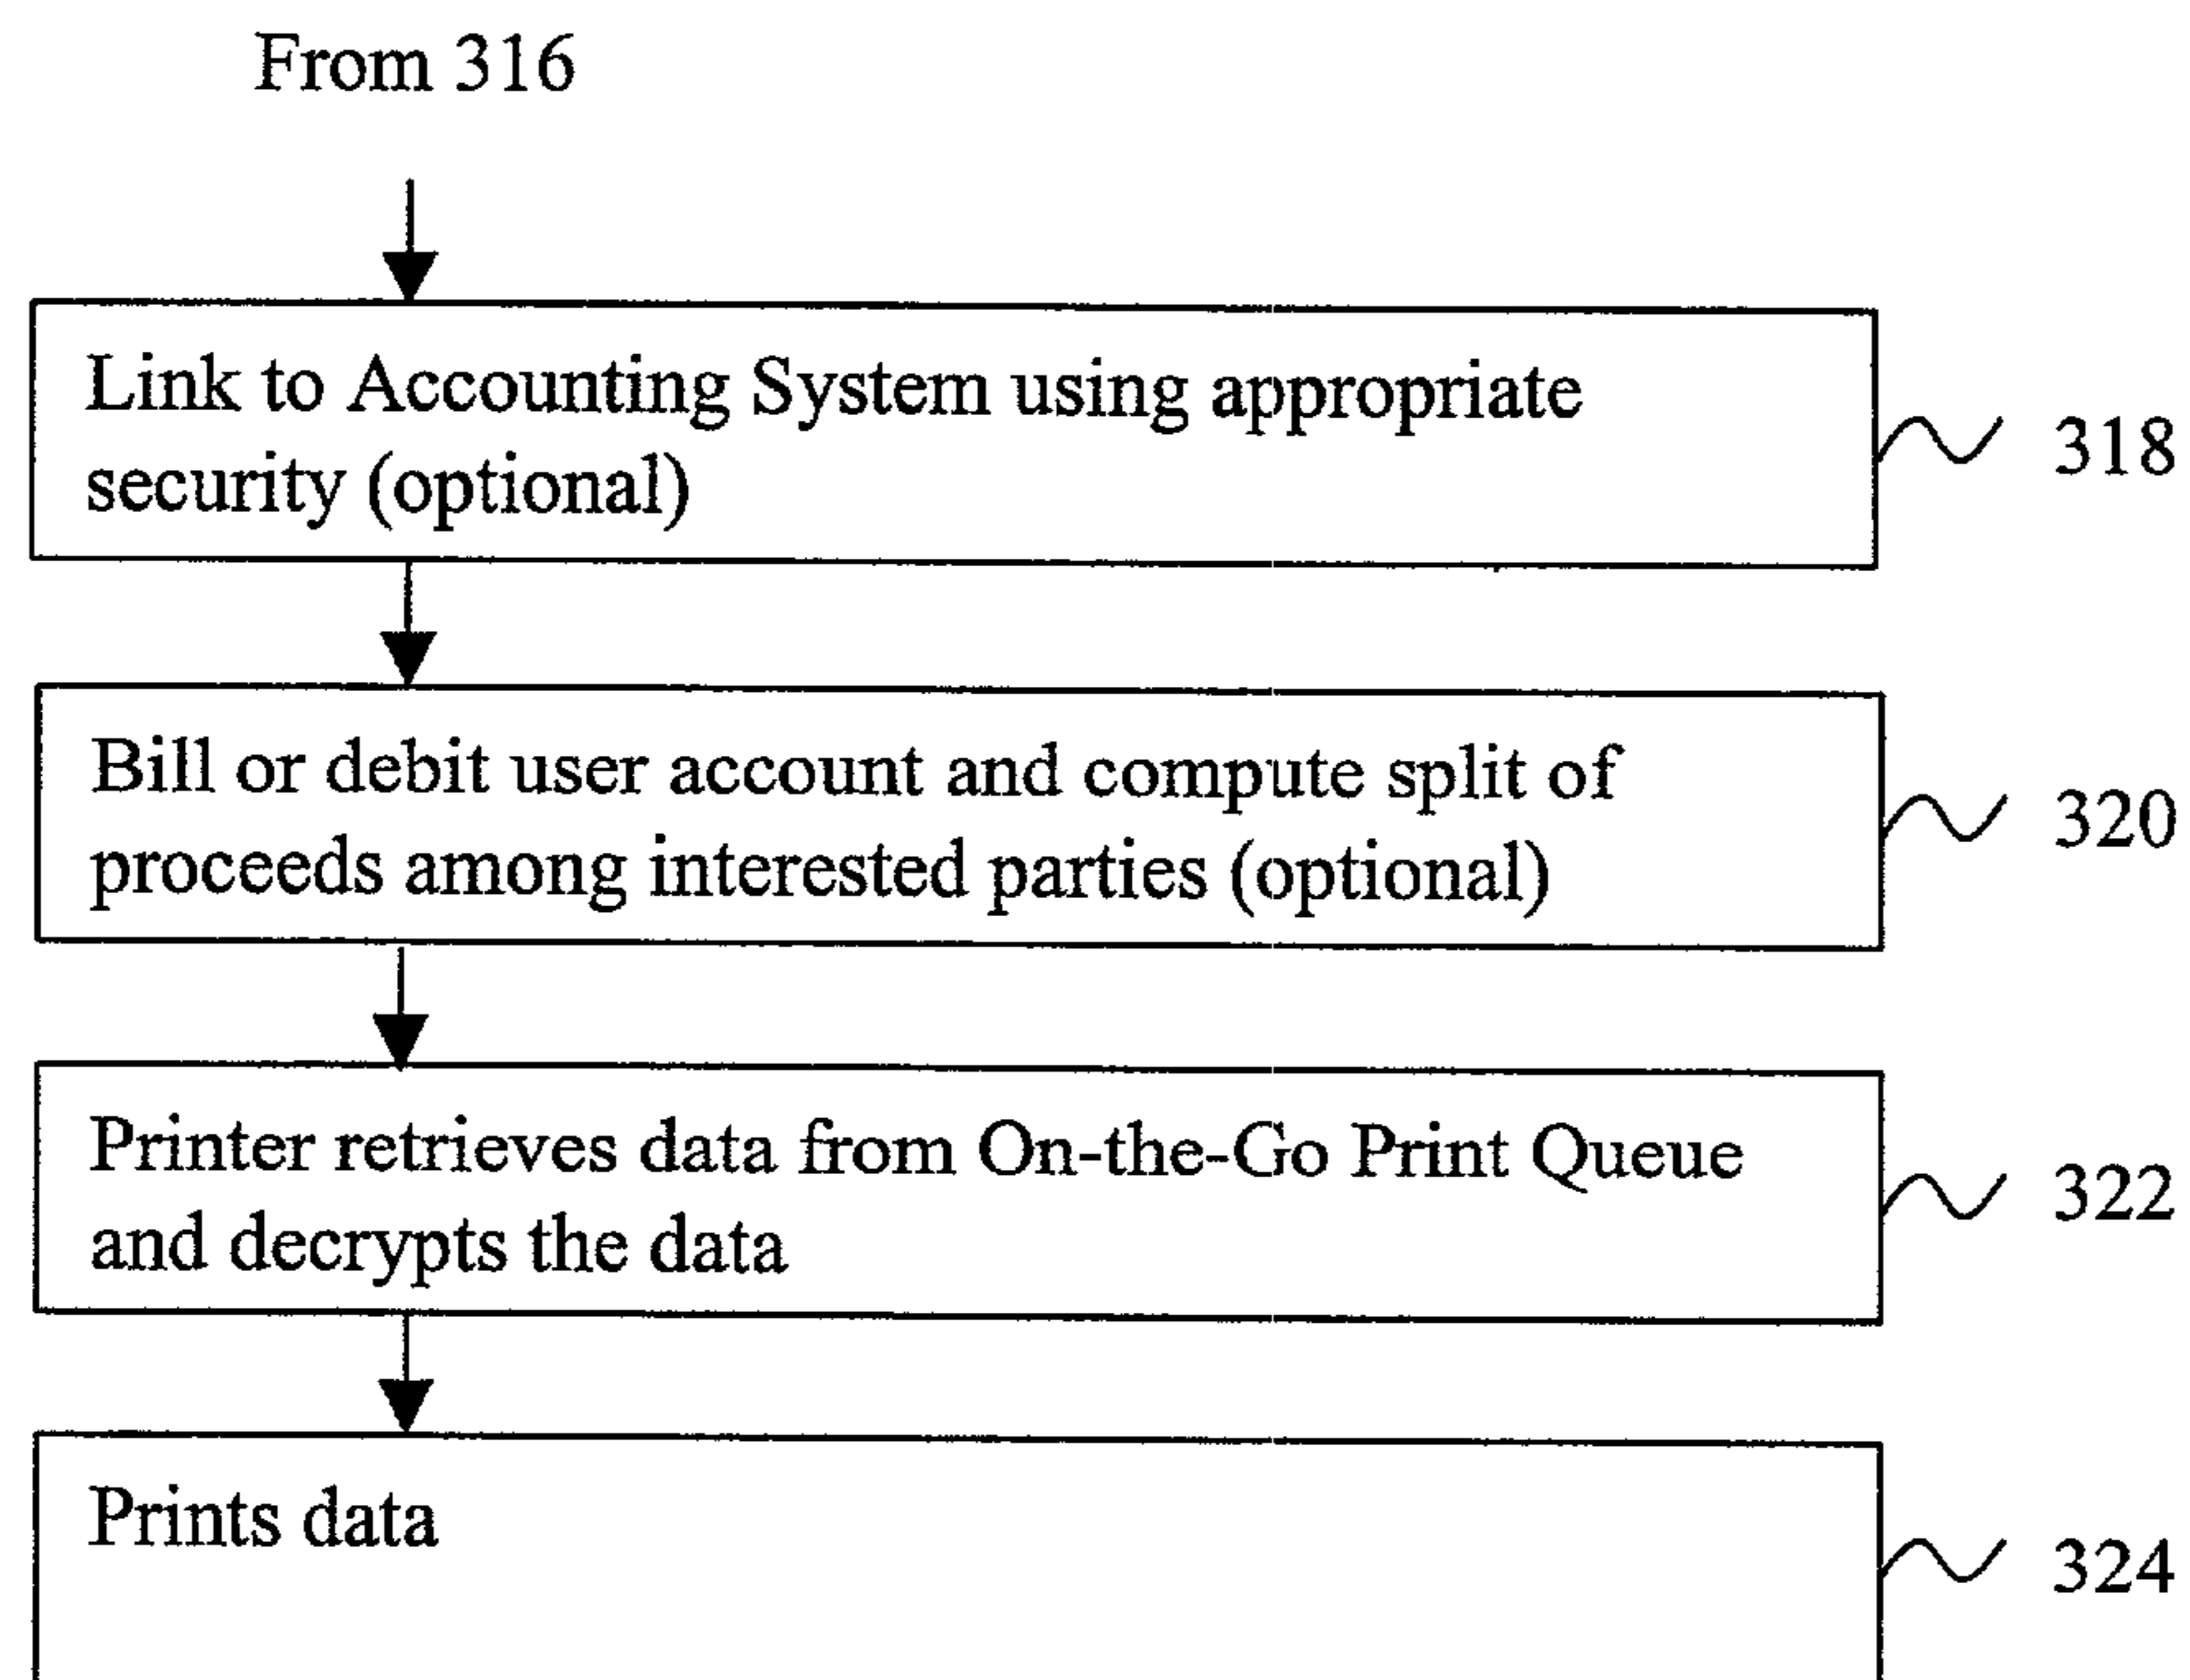 From 316
Link to Accounting System using appropriate
security (optional)
318
Bill or debit user account and compute split of
proceeds among interested parties (optional)
320
Printer retrieves data from On-the-Go Print Queue
and decrypts the data
322
Prints data
324